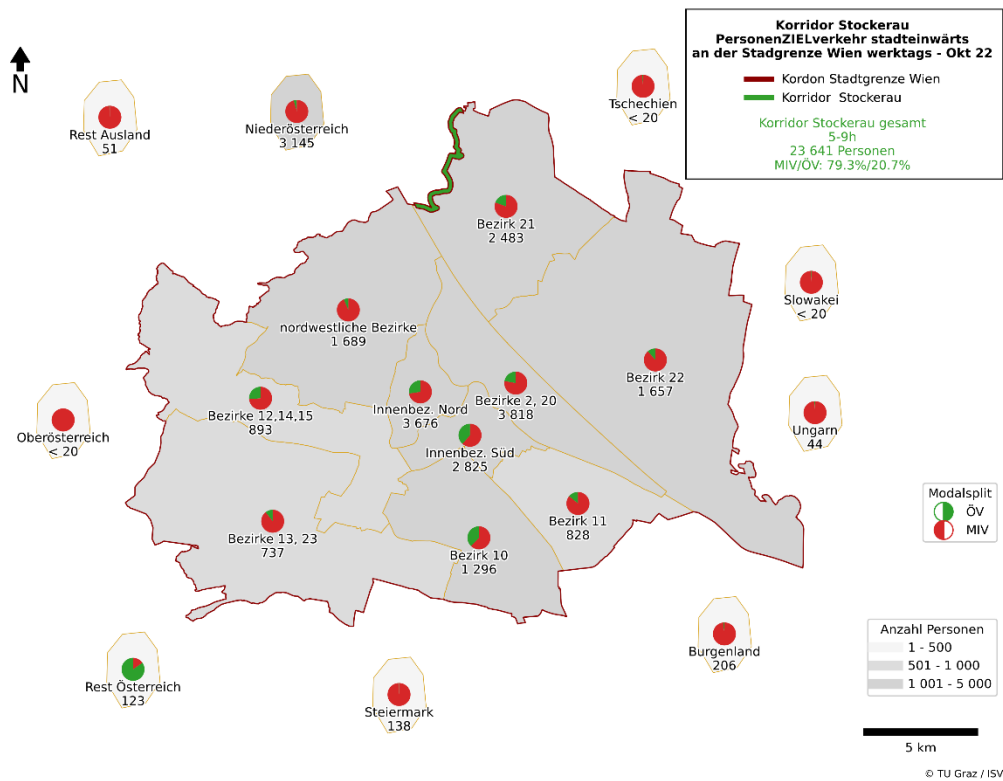 Korridor Stockerau
PersonenZIELverkehr stadteinwärts
an der Stadgrenze Wien werktags - Okt 22
Kordon Stadtgrenze Wien
Korridor Stockerau
Korridor Stockerau gesamt
5-9h
23 641 Personen
MIV/ÖV: 79.3%/20.7%
N
Rest Ausland
51
Niederösterreich
3 145
Tschechien
< 20
Bezirk 21
2 483
Slowakei
< 20
nordwestliche Bezirke
1 689
Bezirk 22
1 657
Bezirke 12,14,15
893
Innenbez. Nord
3 676
Bezirke 2, 20
3 818
Oberösterreich
< 20
Ungarn
44
Innenbez. Süd
2 825
Bezirk 11
828
Bezirke 13, 23
737
Bezirk 10
1 296
Modalsplit
ÖV
MIV
Burgenland
206
Rest Österreich
123
Steiermark
138
Anzahl Personen
1 - 500
501 - 1 000
1 001 - 5 000
5 km
© TU Graz / ISV